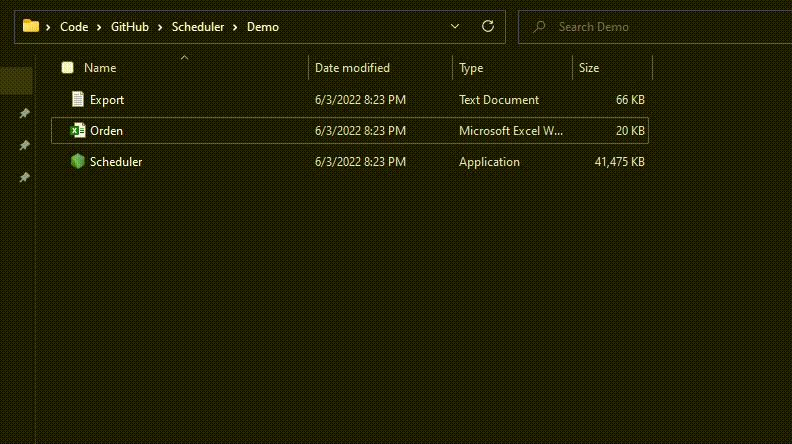 Code > GitHub > Scheduler > Demo
Search Demo
Name Date modified Type Size
Export 6/3/2022 8:23 PM Text Document 66 KB
Orden 6/3/2022 8:23 PM Microsoft Excel W... 20 KB
Scheduler 6/3/2022 8:23 PM Application 41,475 KB